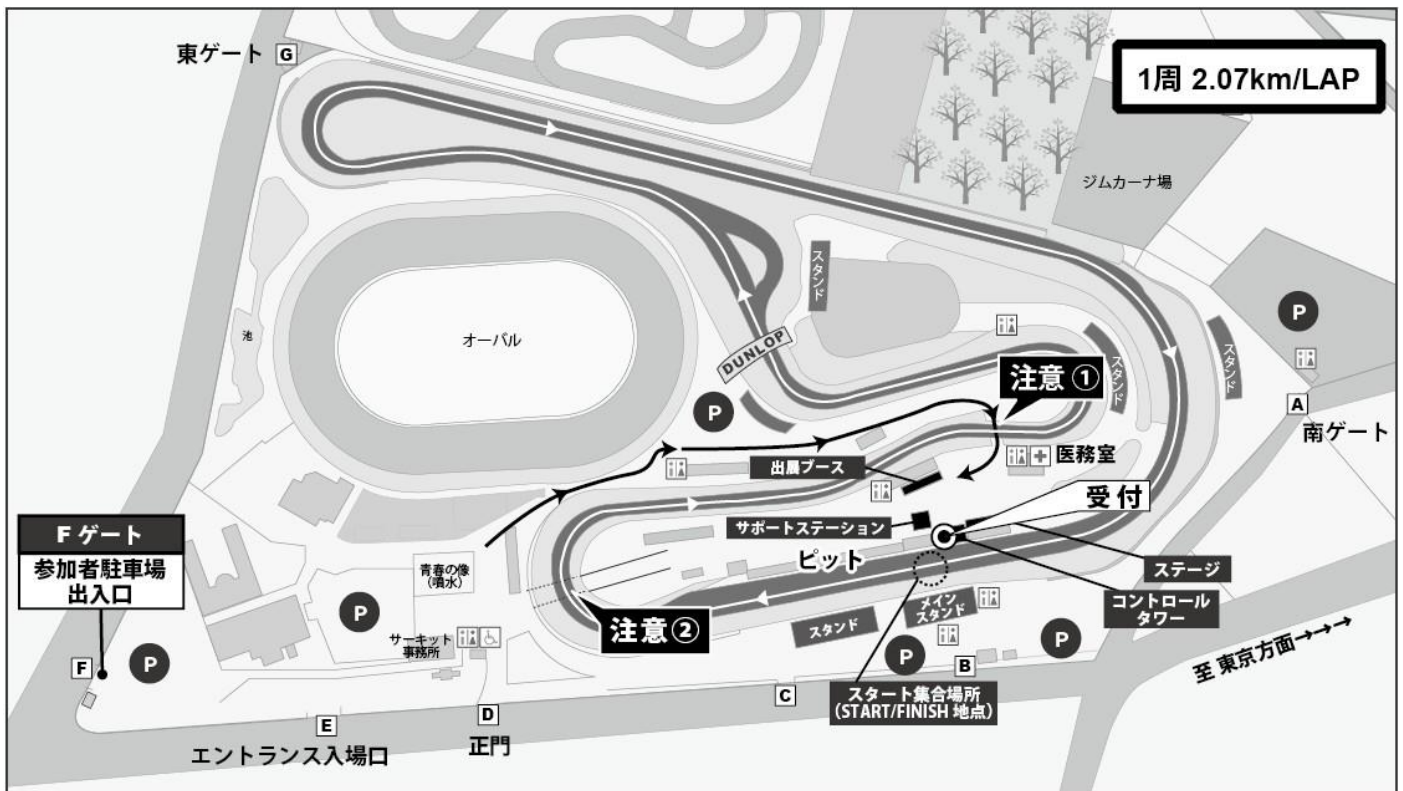 東ゲート G
1周 2.07km/LAP
ジムカーナ場
スタンド
オーバル
池
DUNLOP
P
スタンド
スタンド
P
A
南ゲート
注意 ①
P
医務室
出展ブース
受 付
サポートステーション
ピット
ステージ
コントロール
タワー
F ゲート
参加者駐車場
出入口
青春の像
(噴水)
P
サーキット
事務所
注意②
スタンド
メイン
スタンド
P
P
至 東京方面→→→
F
P
B
C
スタート集合場所
(START/FINISH 地点)
D
正門
E
エントランス入場口